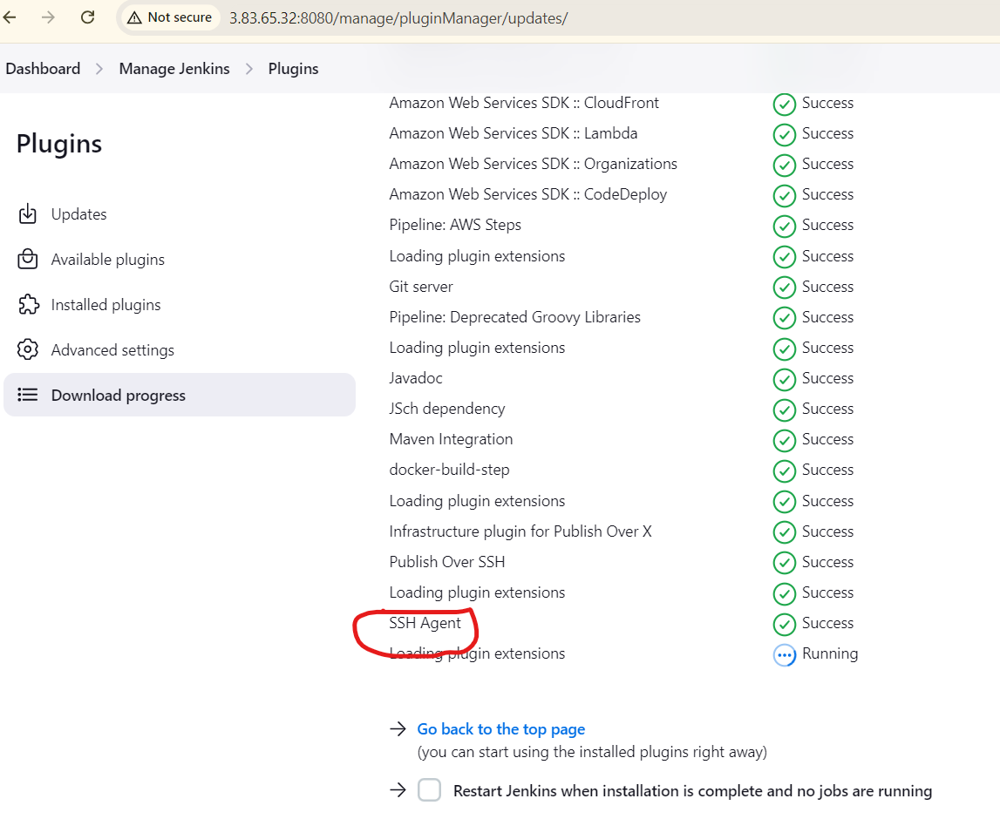 Not secure 3.83.65.32:8080/manage/pluginManager/updates/
Dashboard > Manage Jenkins > Plugins
Plugins
Updates
Available plugins
Installed plugins
Advanced settings
Download progress
Amazon Web Services SDK :: CloudFront Success
Amazon Web Services SDK :: Lambda Success
Amazon Web Services SDK :: Organizations Success
Amazon Web Services SDK :: CodeDeploy Success
Pipeline: AWS Steps Success
Loading plugin extensions Success
Git server Success
Pipeline: Deprecated Groovy Libraries Success
Loading plugin extensions Success
Javadoc Success
JSch dependency Success
Maven Integration Success
docker-build-step Success
Loading plugin extensions Success
Infrastructure plugin for Publish Over X Success
Publish Over SSH Success
Loading plugin extensions Success
SSH Agent Success
Loading plugin extensions Running
Go back to the top page
(you can start using the installed plugins right away)
Restart Jenkins when installation is complete and no jobs are running